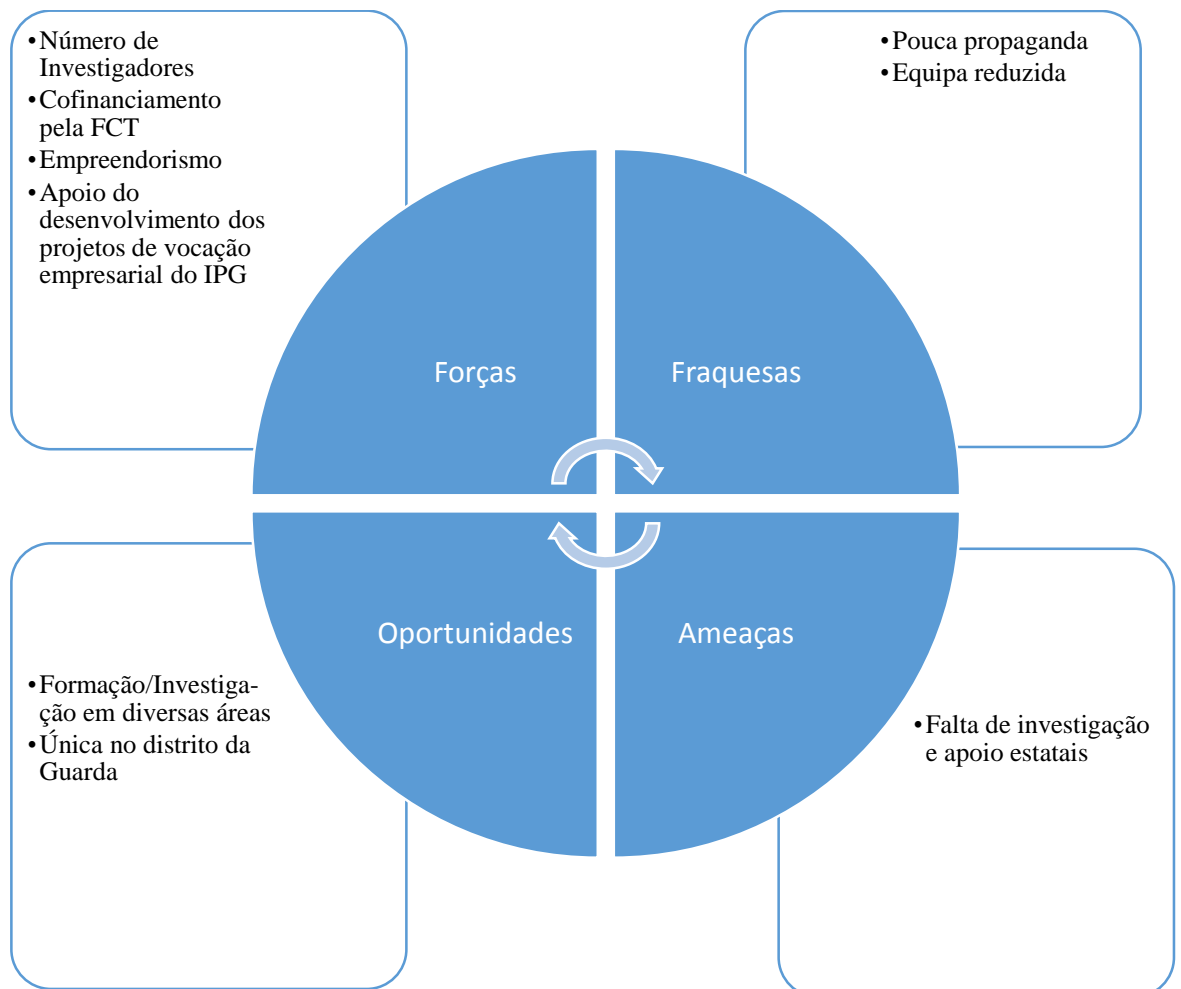 •Número de
Investigadores
•Cofinanciamento
pela FCT
•Empreendorismo
•Apoio do
desenvolvimento dos
projetos de vocação
empresarial do IPG
•Pouca propaganda
•Equipa reduzida
Forças
Fraquesas
Oportunidades
Ameaças
•Formação/Investiga-
ção em diversas áreas
•Única no distrito da
Guarda
•Falta de investigação
e apoio estatais